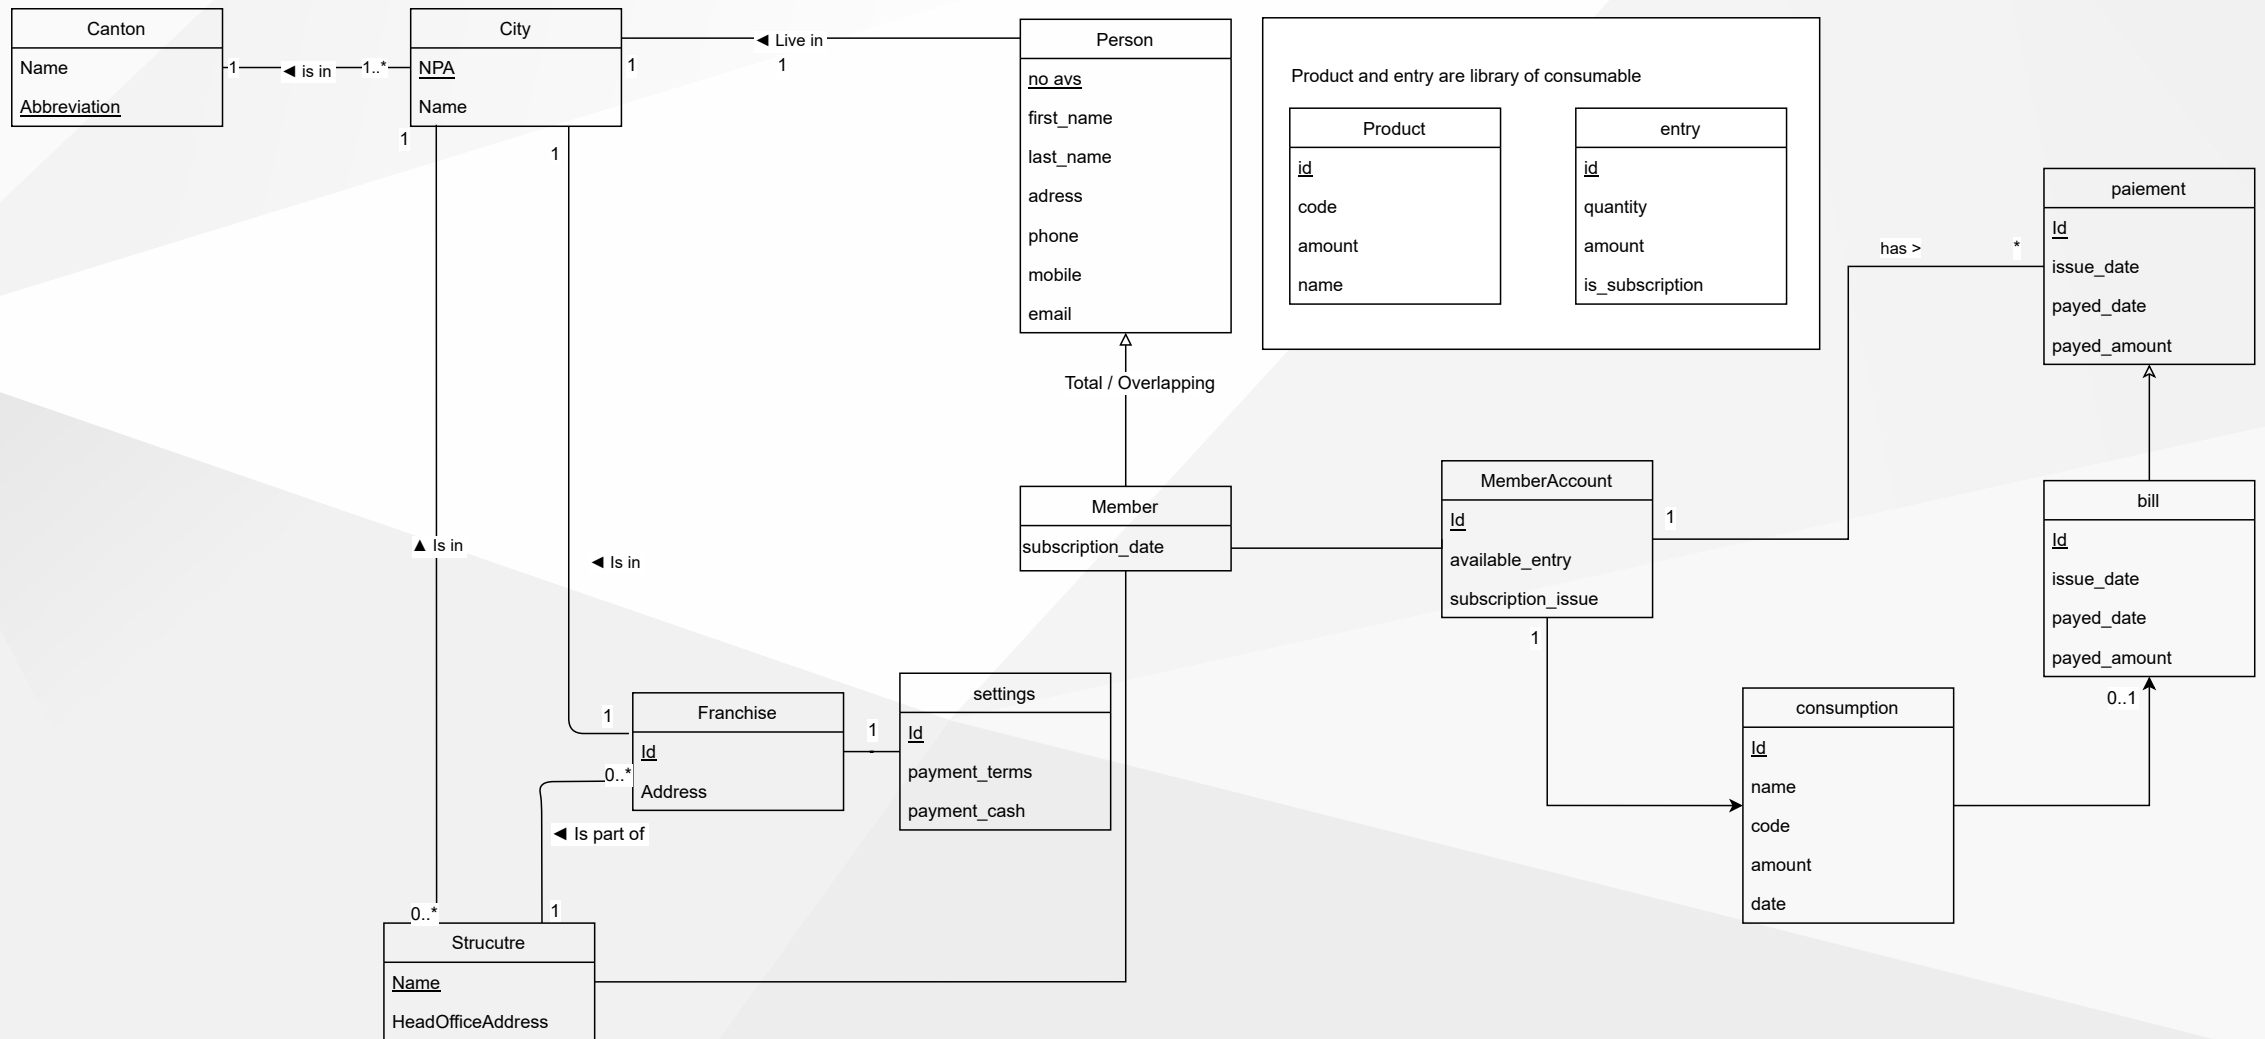 Canton
Name
Abbreviation
1
◄ is in
1..*
City
NPA
Name
1
1
1
◄ Live in
1
Person
no avs
first_name
last_name
adress
phone
mobile
email
Total / Overlapping
Product and entry are library of consumable
Product
id
code
amount
name
entry
id
quantity
amount
is_subscription
paiement
Id
issue_date
payed_date
payed_amount
has >
*
Member
subscription_date
MemberAccount
Id
available_entry
subscription_issue
1
1
bill
Id
issue_date
payed_date
payed_amount
0..1
▲ Is in
◄ Is in
1
Franchise
Id
Address
0..*
1
settings
Id
payment_terms
payment_cash
consumption
Id
name
code
amount
date
◄ Is part of
0..*
1
Strucutre
Name
HeadOfficeAddress